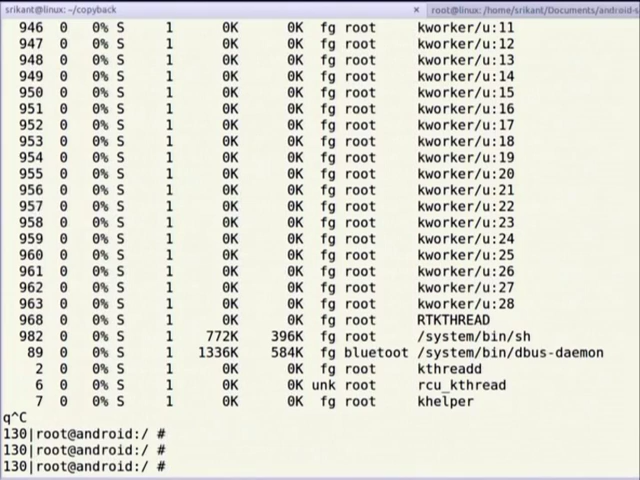 srikant@linux: ~/copyback × root@linux: /home/srikant/Documents/android-s
946 0 0% S 1 0K 0K fg root kworker/u:11
947 0 0% S 1 0K 0K fg root kworker/u:12
948 0 0% S 1 0K 0K fg root kworker/u:13
949 0 0% S 1 0K 0K fg root kworker/u:14
950 0 0% S 1 0K 0K fg root kworker/u:15
951 0 0% S 1 0K 0K fg root kworker/u:16
952 0 0% S 1 0K 0K fg root kworker/u:17
953 0 0% S 1 0K 0K fg root kworker/u:18
954 0 0% S 1 0K 0K fg root kworker/u:19
955 0 0% S 1 0K 0K fg root kworker/u:20
956 0 0% S 1 0K 0K fg root kworker/u:21
957 0 0% S 1 0K 0K fg root kworker/u:22
958 0 0% S 1 0K 0K fg root kworker/u:23
959 0 0% S 1 0K 0K fg root kworker/u:24
960 0 0% S 1 0K 0K fg root kworker/u:25
961 0 0% S 1 0K 0K fg root kworker/u:26
962 0 0% S 1 0K 0K fg root kworker/u:27
963 0 0% S 1 0K 0K fg root kworker/u:28
968 0 0% S 1 0K 0K fg root RTKTHREAD
982 0 0% S 1 772K 396K fg root /system/bin/sh
89 0 0% S 1 1336K 584K fg bluetoot /system/bin/dbus-daemon
2 0 0% S 1 0K 0K fg root kthreadd
6 0 0% S 1 0K 0K unk root rcu_kthread
7 0 0% S 1 0K 0K fg root khelper
q^C
130|root@android:/ #
130|root@android:/ #
130|root@android:/ #